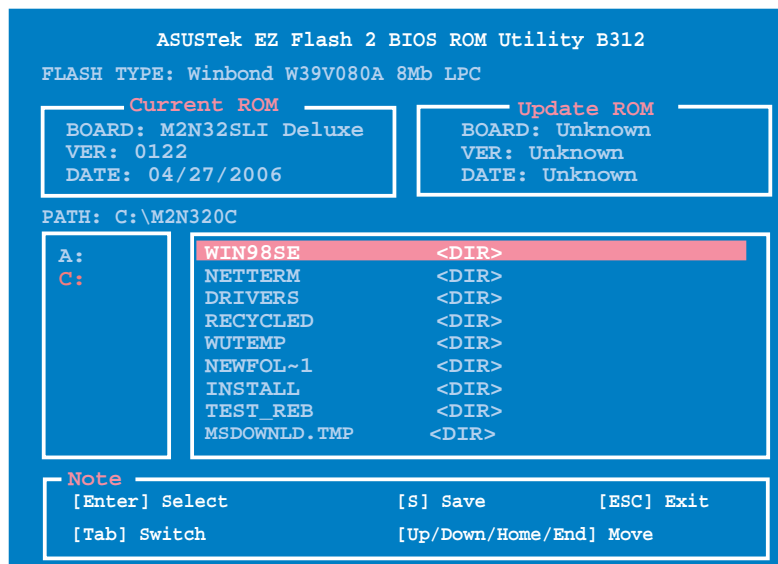 ASUSTek EZ Flash 2 BIOS ROM Utility B312
FLASH TYPE: Winbond W39V080A 8Mb LPC
Current ROM
BOARD: M2N32SLI Deluxe
VER: 0122
DATE: 04/27/2006
Update ROM
BOARD: Unknown
VER: Unknown
DATE: Unknown
PATH: C:\M2N320C
A:
C:
WIN98SE <DIR>
NETTERM <DIR>
DRIVERS <DIR>
RECYCLED <DIR>
WUTEMP <DIR>
NEWFOL~1 <DIR>
INSTALL <DIR>
TEST_REB <DIR>
MSDOWNLD.TMP <DIR>
Note
[Enter] Select [S] Save [ESC] Exit
[Tab] Switch [Up/Down/Home/End] Move